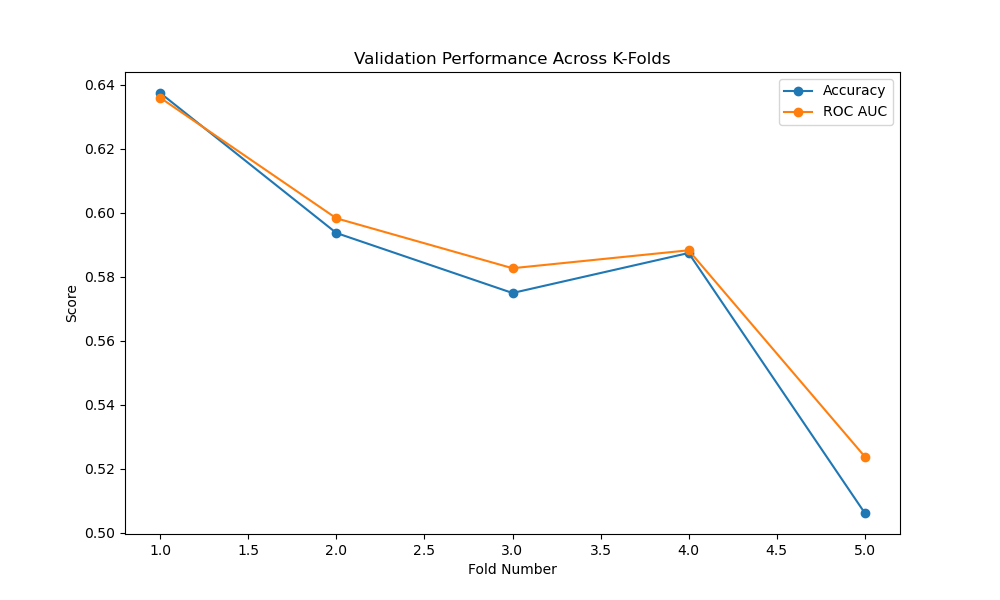 Validation Performance Across K-Folds
Accuracy
ROC AUC
0.64
0.62
0.60
0.58
0.56
0.54
0.52
0.50
Score
1.0 1.5 2.0 2.5 3.0 3.5 4.0 4.5 5.0
Fold Number